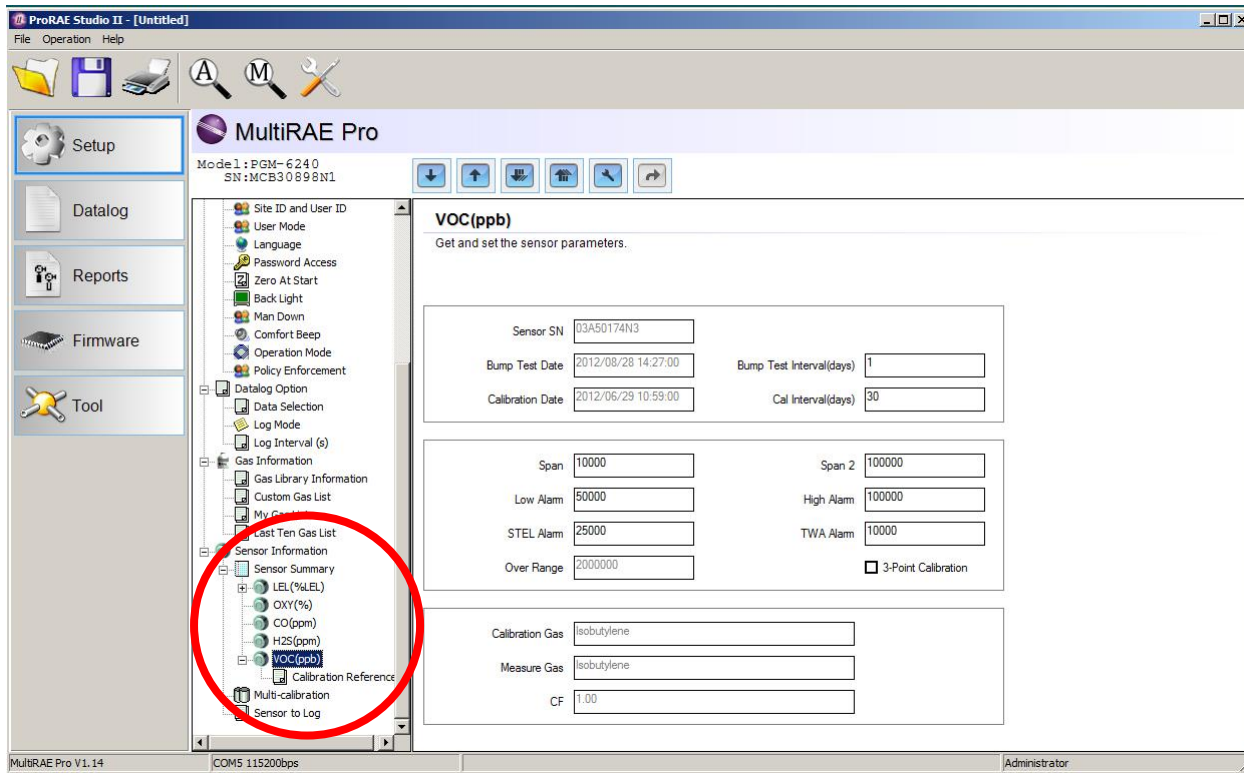 ProRAE Studio II - [Untitled]
File Operation Help
A M
Setup
Datalog
Reports
Firmware
Tool
MultiRAE Pro
Model:PGM-6240
SN:MCB30898N1
Site ID and User ID
User Mode
Language
Password Access
Zero At Start
Back Light
Man Down
Comfort Beep
Operation Mode
Policy Enforcement
Datalog Option
Data Selection
Log Mode
Log Interval (s)
Gas Information
Gas Library Information
Custom Gas List
My Gas
Last Ten Gas List
Sensor Information
Sensor Summary
LEL(%LEL)
OXY(%)
CO(ppm)
H2S(ppm)
VOC(ppb)
Calibration Reference
Multi-calibration
Sensor to Log
VOC(ppb)
Get and set the sensor parameters.
Sensor SN 03A50174N3
Bump Test Date 2012/08/28 14:27:00 Bump Test Interval(days) 1
Calibration Date 2012/06/29 10:59:00 Cal Interval(days) 30
Span 10000 Span 2 100000
Low Alarm 50000 High Alarm 100000
STEL Alarm 25000 TWA Alarm 10000
Over Range 2000000 3-Point Calibration
Calibration Gas Isobutylene
Measure Gas Isobutylene
CF 1.00
MultiRAE Pro V1.14 COM5 115200bps Administrator